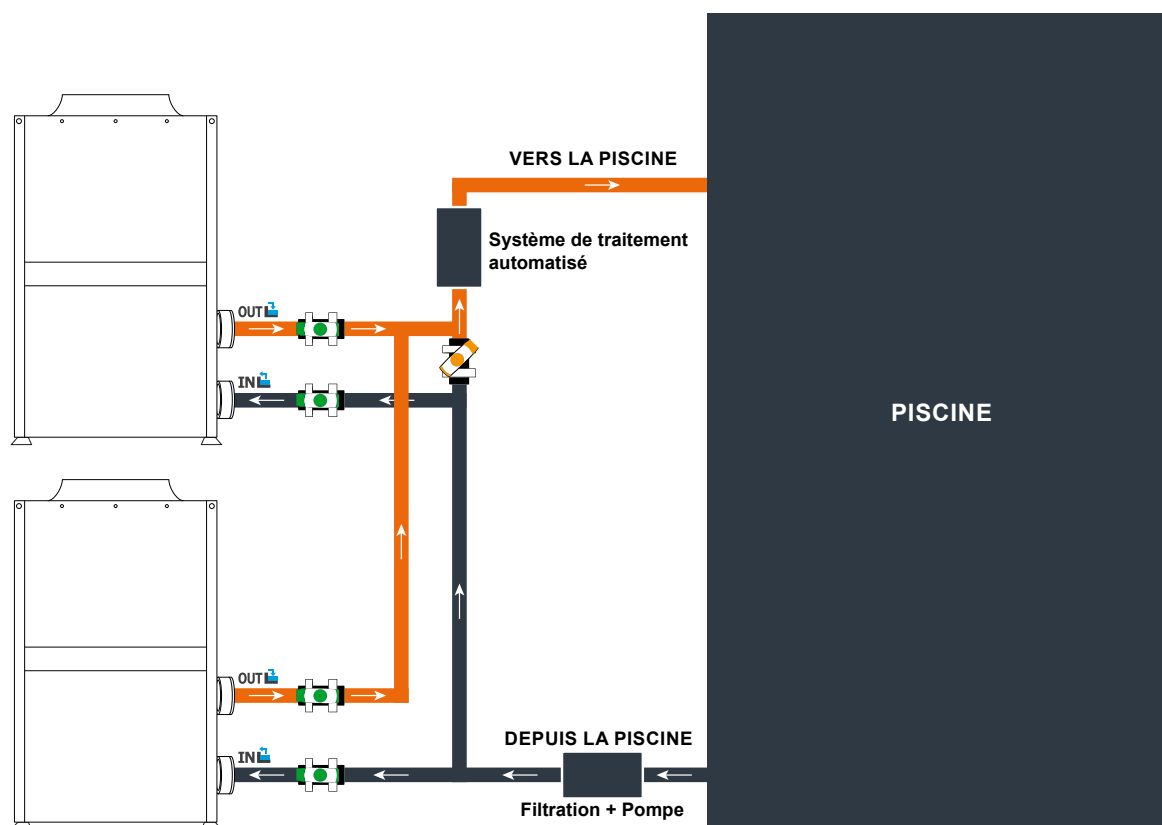 VERS LA PISCINE
Système de traitement
automatisé
OUT
IN
PISCINE
OUT
IN
DEPUIS LA PISCINE
Filtration + Pompe